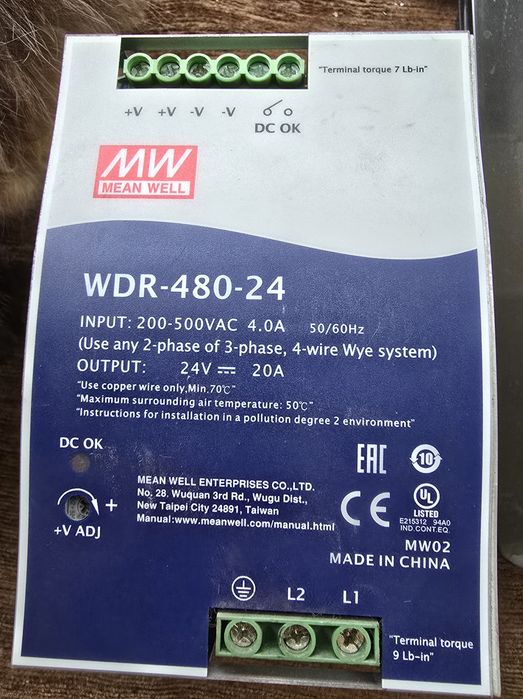 "Terminal torque 7 Lb-in"
+V +V -V -V
DC OK
MW
MEAN WELL
WDR-480-24
INPUT: 200-500VAC 4.0A 50/60Hz
(Use any 2-phase of 3-phase, 4-wire Wye system)
OUTPUT: 24V ⎓ 20A
"Use copper wire only,Min.70℃"
"Maximum surrounding air temperature: 50℃"
"Instructions for installation in a pollution degree 2 environment"
DC OK
+
+V ADJ
MEAN WELL ENTERPRISES CO.,LTD.
No. 28. Wuquan 3rd Rd., Wugu Dist.,
New Taipei City 24891, Taiwan
Manual:www.meanwell.com/manual.html
EAC
10
CE
UL
LISTED
E215312 94A0
IND.CONT.EQ.
MW02
MADE IN CHINA
L2 L1
"Terminal torque
9 Lb-in"